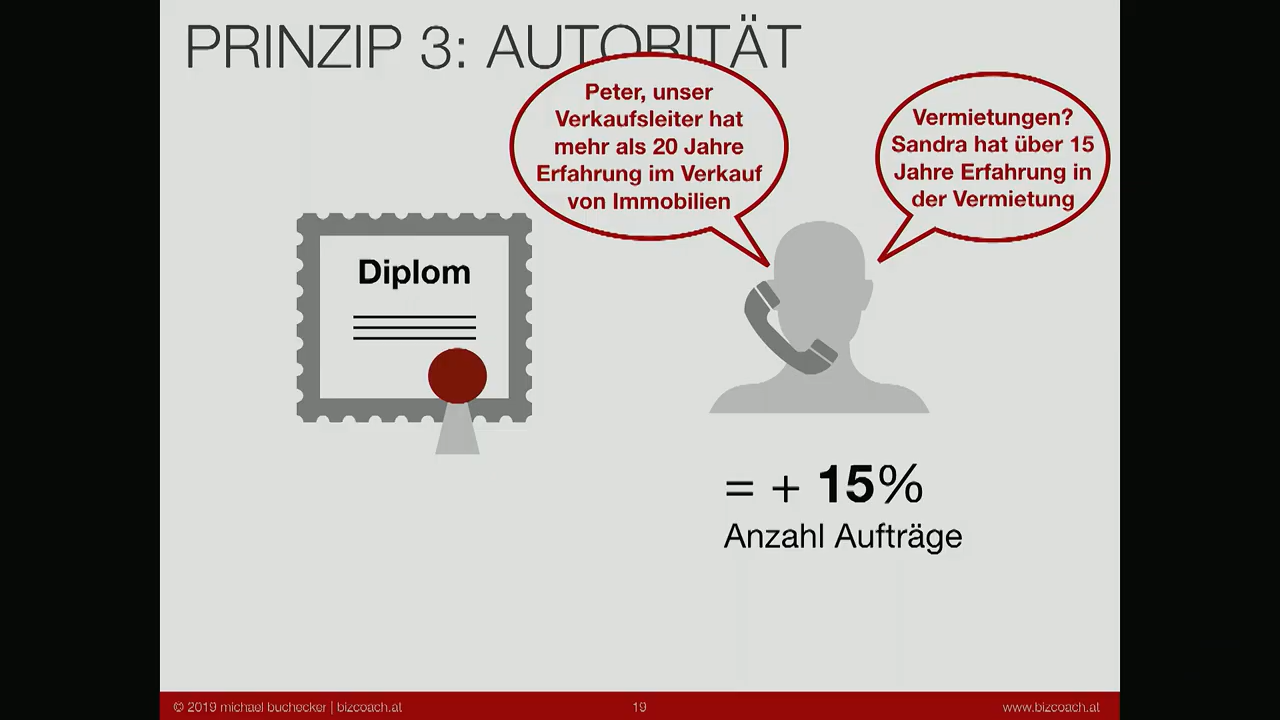 PRINZIP 3: AUTORITÄT
Peter, unser
Verkaufsleiter hat
mehr als 20 Jahre
Erfahrung im Verkauf
von Immobilien
Vermietungen?
Sandra hat über 15
Jahre Erfahrung in
der Vermietung
Diplom
= + 15%
Anzahl Aufträge
© 2019 michael buchecker | bizcoach.at
19
www.bizcoach.at